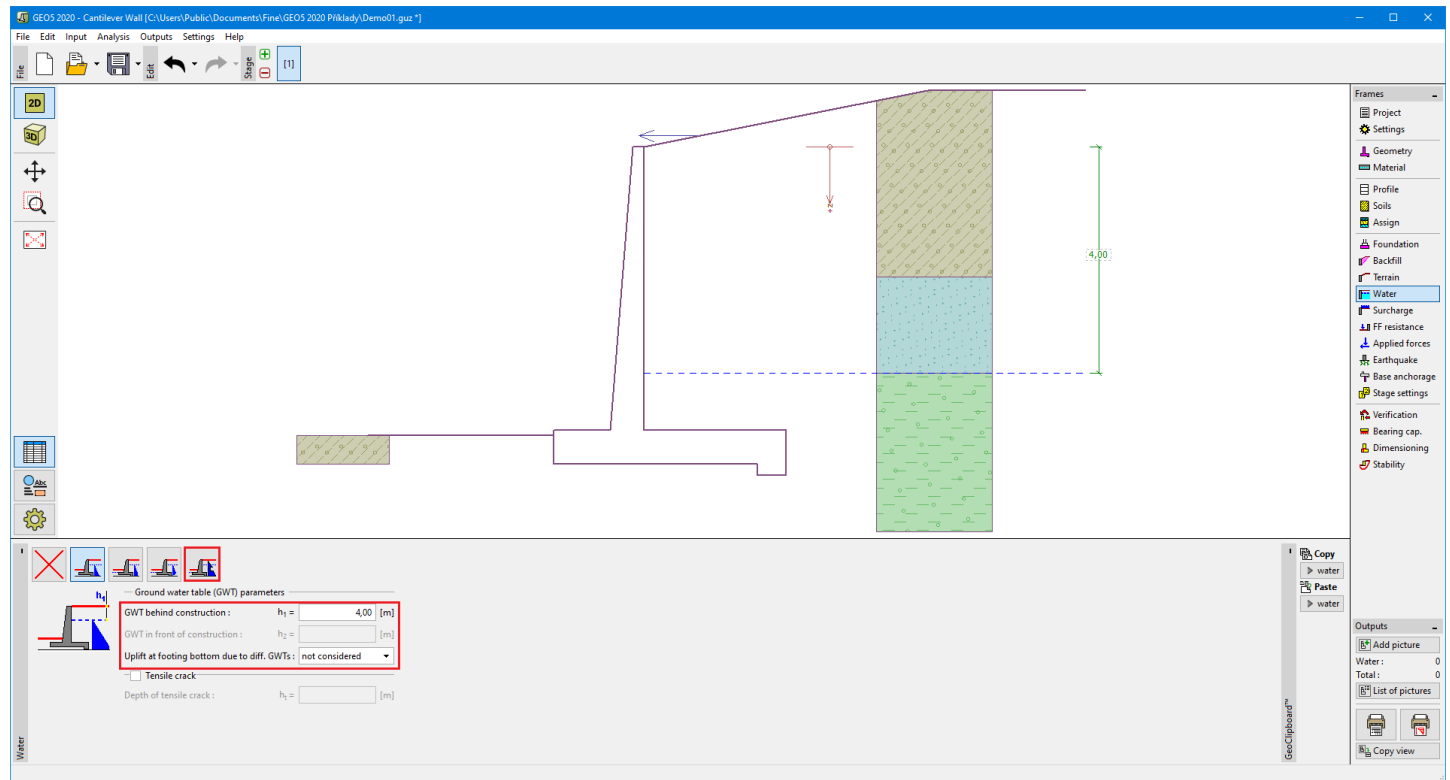 GEO5 2020 - Cantilever Wall [C:\Users\Public\Documents\Fine\GEO5 2020 Příklady\Demo01.guz *]
File Edit Input Analysis Outputs Settings Help
File
Edit
Stage
[1]
2D
3D
+z
4,00
Abc
Frames
Project
Settings
Geometry
Material
Profile
Soils
Assign
Foundation
Backfill
Terrain
Water
Surcharge
FF resistance
Applied forces
Earthquake
Base anchorage
Stage settings
Verification
Bearing cap.
Dimensioning
Stability
Water
h1
Ground water table (GWT) parameters
GWT behind construction : h1 = 4,00 [m]
GWT in front of construction : h2 = [m]
Uplift at footing bottom due to diff. GWTs : not considered
Tensile crack
Depth of tensile crack : ht = [m]
GeoClipboard™
Copy
water
Paste
water
Outputs
Add picture
Water : 0
Total : 0
List of pictures
Copy view